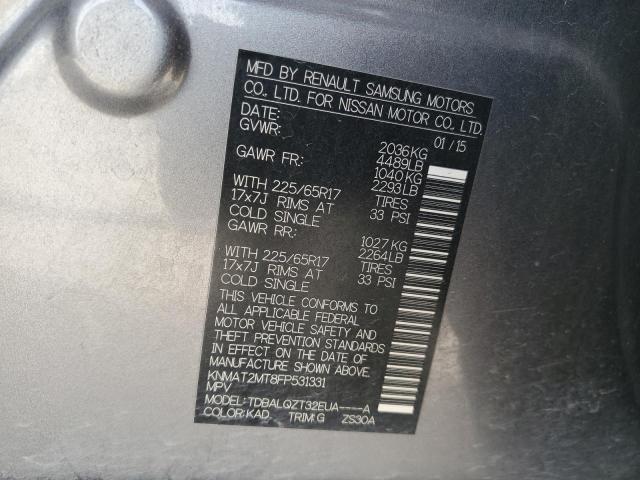 MFD BY RENAULT SAMSUNG MOTORS
CO., LTD. FOR NISSAN MOTOR CO., LTD.
DATE: 01/15
GVWR: 2036KG
4489LB
GAWR FR: 1040KG
2293LB
WITH 225/65R17 TIRES
17x7J RIMS AT 33 PSI
COLD SINGLE
GAWR RR: 1027KG
2264LB
WITH 225/65R17 TIRES
17x7J RIMS AT 33 PSI
COLD SINGLE
THIS VEHICLE CONFORMS TO
ALL APPLICABLE FEDERAL
MOTOR VEHICLE SAFETY AND
THEFT PREVENTION STANDARDS
IN EFFECT ON THE DATE OF
MANUFACTURE SHOWN ABOVE.
KNMAT2MT8FP531331
MPV
MODEL: TDBALQZT32EUA----A
COLOR: KAD TRIM: G ZS30A